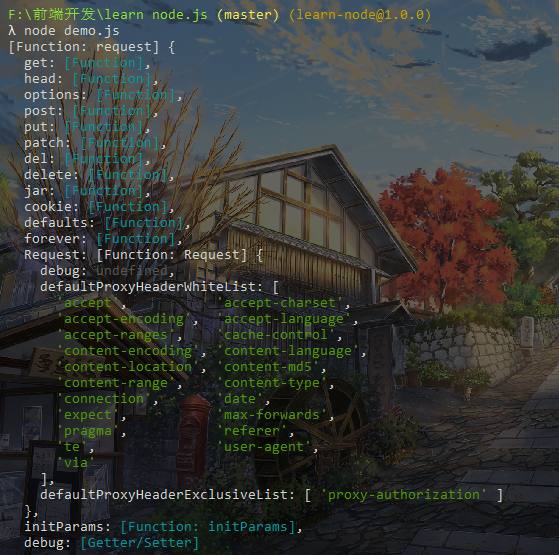 F:\前端开发\learn node.js (master) (learn-node@1.0.0)
λ node demo.js
[Function: request] {
  get: [Function],
  head: [Function],
  options: [Function],
  post: [Function],
  put: [Function],
  patch: [Function],
  del: [Function],
  delete: [Function],
  jar: [Function],
  cookie: [Function],
  defaults: [Function],
  forever: [Function],
  Request: [Function: Request] {
    debug: undefined,
    defaultProxyHeaderWhiteList: [
      'accept',           'accept-charset',
      'accept-encoding',  'accept-language',
      'accept-ranges',    'cache-control',
      'content-encoding', 'content-language',
      'content-location', 'content-md5',
      'content-range',    'content-type',
      'connection',       'date',
      'expect',           'max-forwards',
      'pragma',           'referer',
      'te',               'user-agent',
      'via'
    ],
    defaultProxyHeaderExclusiveList: [ 'proxy-authorization' ]
  },
  initParams: [Function: initParams],
  debug: [Getter/Setter]